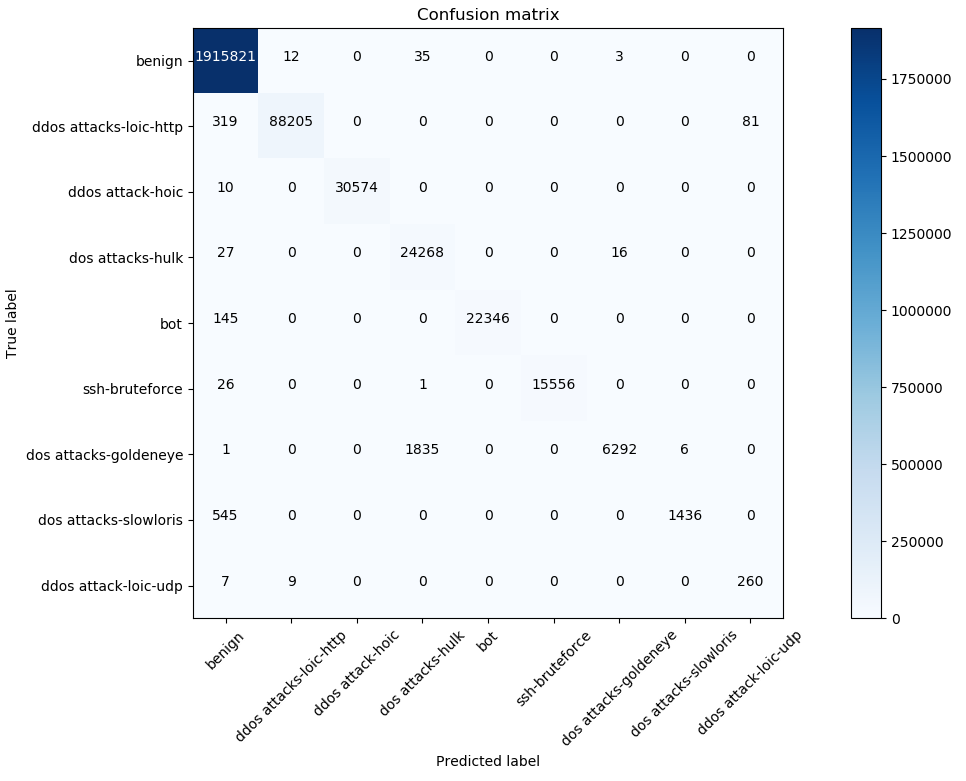 Confusion matrix
benign 1915821 12 0 35 0 0 3 0 0
ddos attacks-loic-http 319 88205 0 0 0 0 0 0 81
ddos attack-hoic 10 0 30574 0 0 0 0 0 0
dos attacks-hulk 27 0 0 24268 0 0 16 0 0
bot 145 0 0 0 22346 0 0 0 0
ssh-bruteforce 26 0 0 1 0 15556 0 0 0
dos attacks-goldeneye 1 0 0 1835 0 0 6292 6 0
dos attacks-slowloris 545 0 0 0 0 0 0 1436 0
ddos attack-loic-udp 7 9 0 0 0 0 0 0 260
True label
benign
ddos attacks-loic-http
ddos attack-hoic
dos attacks-hulk
bot
ssh-bruteforce
dos attacks-goldeneye
dos attacks-slowloris
ddos attack-loic-udp
Predicted label
1750000
1500000
1250000
1000000
750000
500000
250000
0